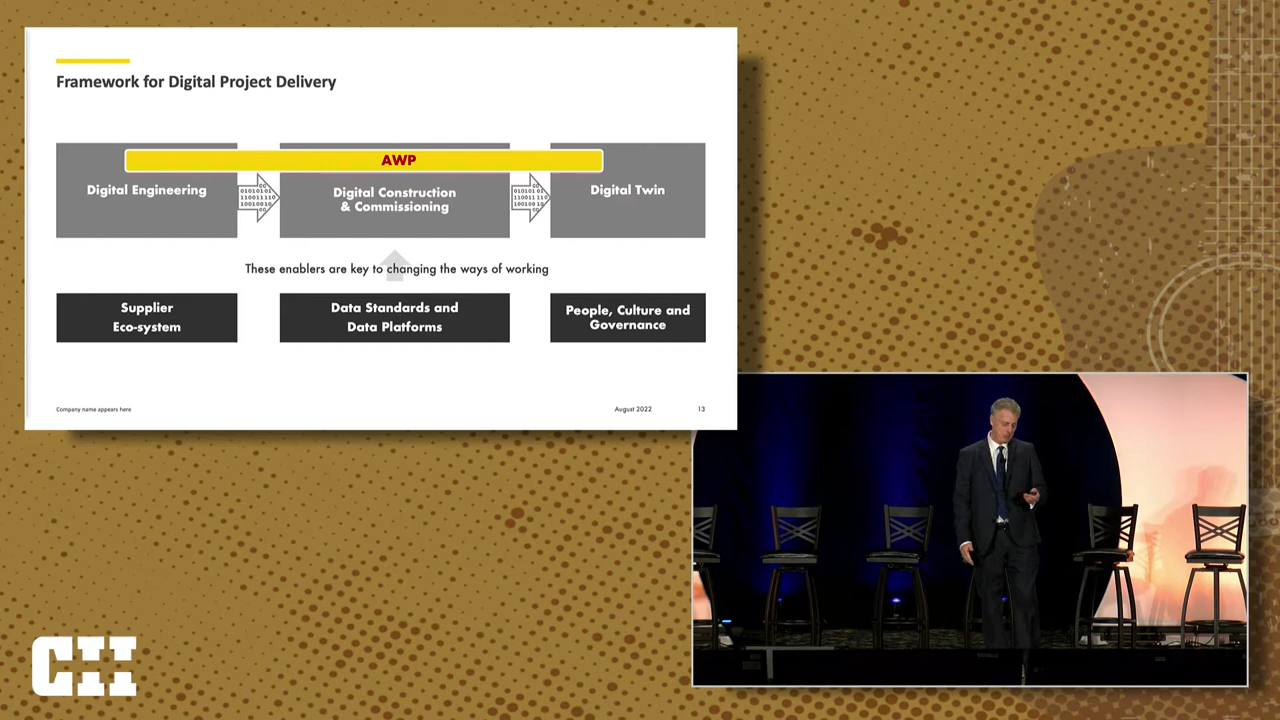 Framework for Digital Project Delivery
AWP
Digital Engineering
Digital Construction
& Commissioning
Digital Twin
These enablers are key to changing the ways of working
Supplier
Eco-system
Data Standards and
Data Platforms
People, Culture and
Governance
Company name appears here
August 2022
13
CII